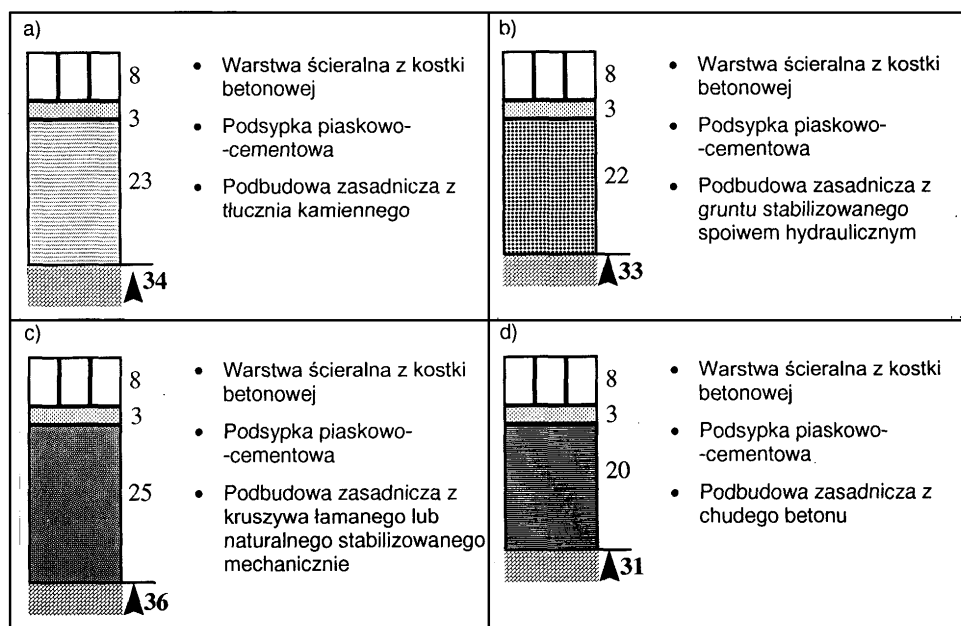 a)
8
3
23
34
• Warstwa ścieralna z kostki
betonowej
• Podsypka piaskowo-
-cementowa
• Podbudowa zasadnicza z
tłucznia kamiennego
b)
8
3
22
33
• Warstwa ścieralna z kostki
betonowej
• Podsypka piaskowo-
-cementowa
• Podbudowa zasadnicza z
gruntu stabilizowanego
spoiwem hydraulicznym
c)
8
3
25
36
• Warstwa ścieralna z kostki
betonowej
• Podsypka piaskowo-
-cementowa
• Podbudowa zasadnicza z
kruszywa łamanego lub
naturalnego stabilizowanego
mechanicznie
d)
8
3
20
31
• Warstwa ścieralna z kostki
betonowej
• Podsypka piaskowo-
-cementowa
• Podbudowa zasadnicza z
chudego betonu